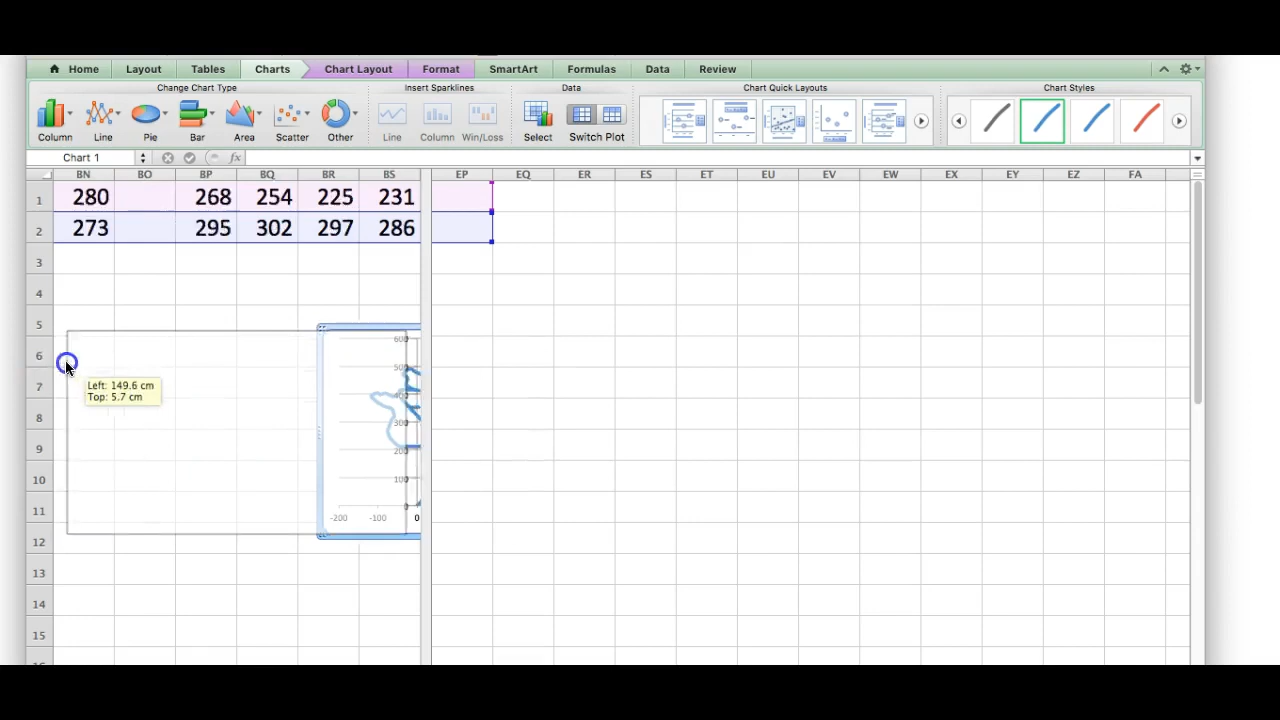 Home Layout Tables Charts Chart Layout Format SmartArt Formulas Data Review
Change Chart Type Insert Sparklines Data Chart Quick Layouts Chart Styles
Column Line Pie Bar Area Scatter Other Line Column Win/Loss Select Switch Plot
Chart 1 fx
BN BO BP BQ BR BS EP EQ ER ES ET EU EV EW EX EY EZ FA
1 280 268 254 225 231
2 273 295 302 297 286
3
4
5
6 600
Left: 149.6 cm
Top: 5.7 cm
7 500
8 400
300
9 200
10 100
11 0
-200 -100 0
12
13
14
15